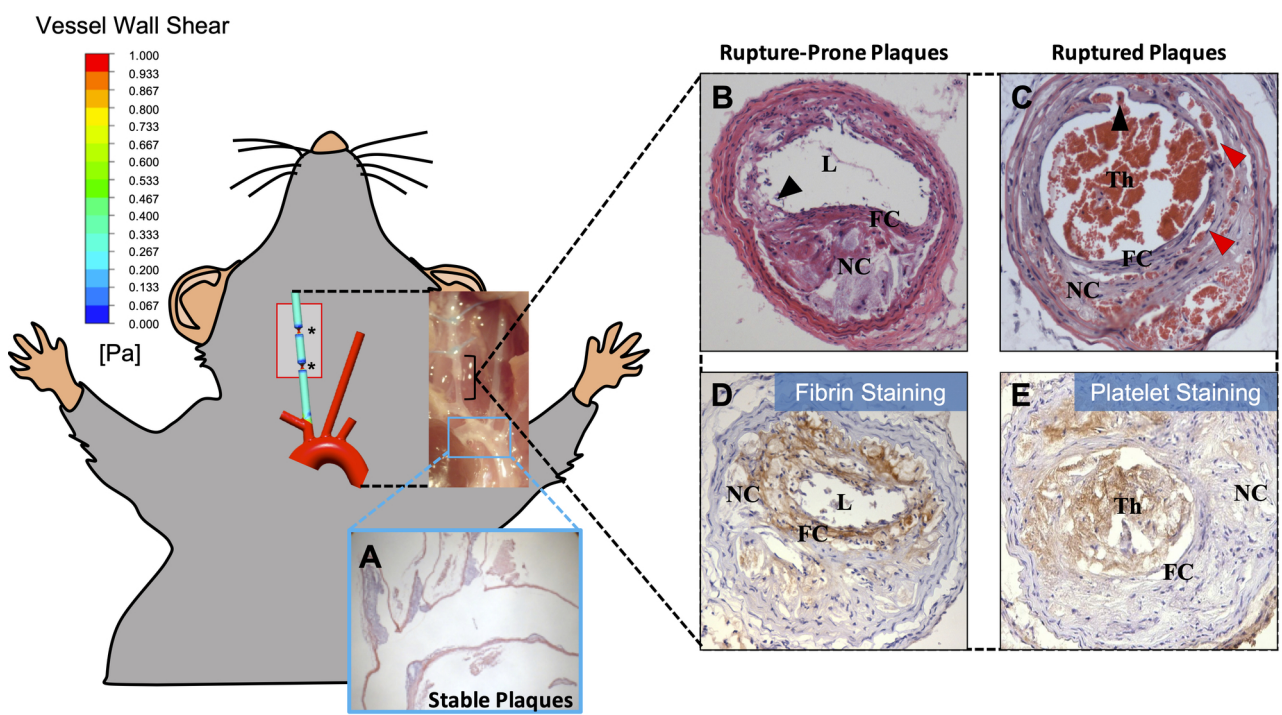 Vessel Wall Shear
1.000
0.933
0.867
0.800
0.733
0.667
0.600
0.533
0.467
0.400
0.333
0.267
0.200
0.133
0.067
0.000
[Pa]
*
*
A
Stable Plaques
Rupture-Prone Plaques
Ruptured Plaques
B
L
FC
NC
C
Th
FC
NC
D
Fibrin Staining
NC
L
FC
E
Platelet Staining
NC
Th
FC